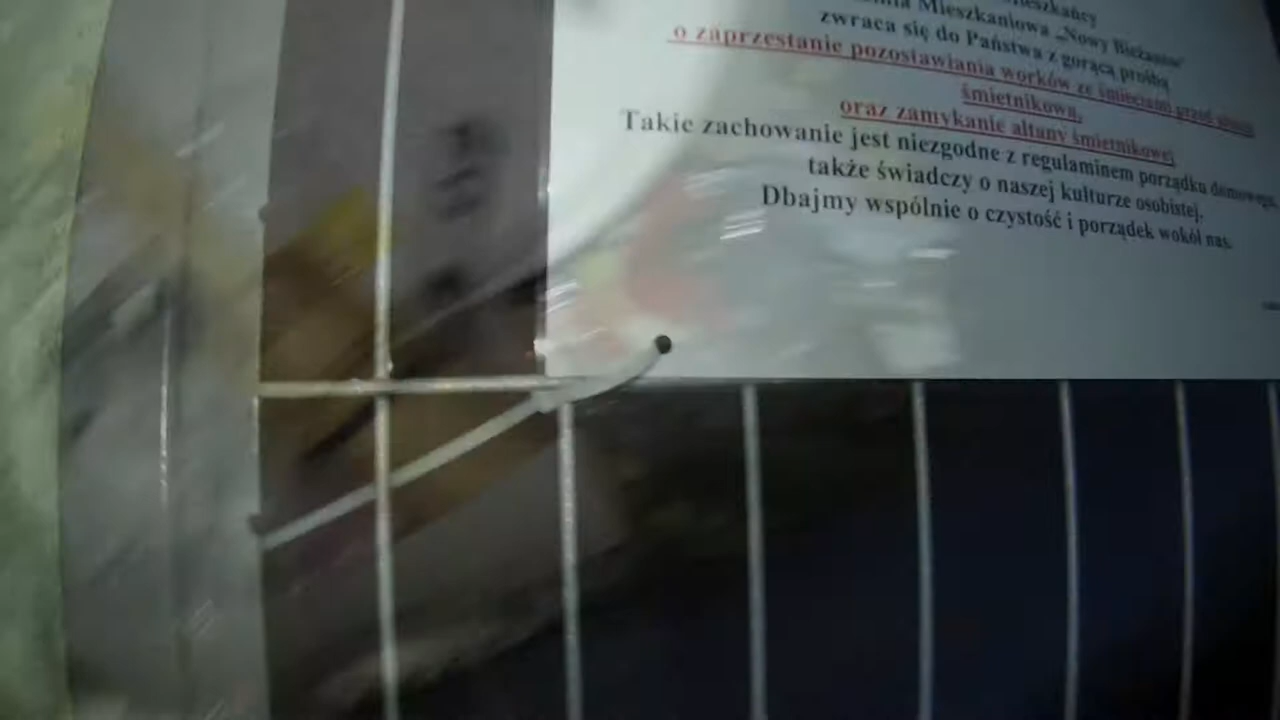 Mieszkańcy
Mieszkaniowa „Nowy Bieżanów"
zwraca się do Państwa z gorącą prośbą
o zaprzestanie pozostawiania worków ze śmieciami przed altaną
śmietnikową,
oraz zamykanie altany śmietnikowej
Takie zachowanie jest niezgodne z regulaminem porządku domowego,
także świadczy o naszej kulturze osobistej.
Dbajmy wspólnie o czystość i porządek wokół nas.